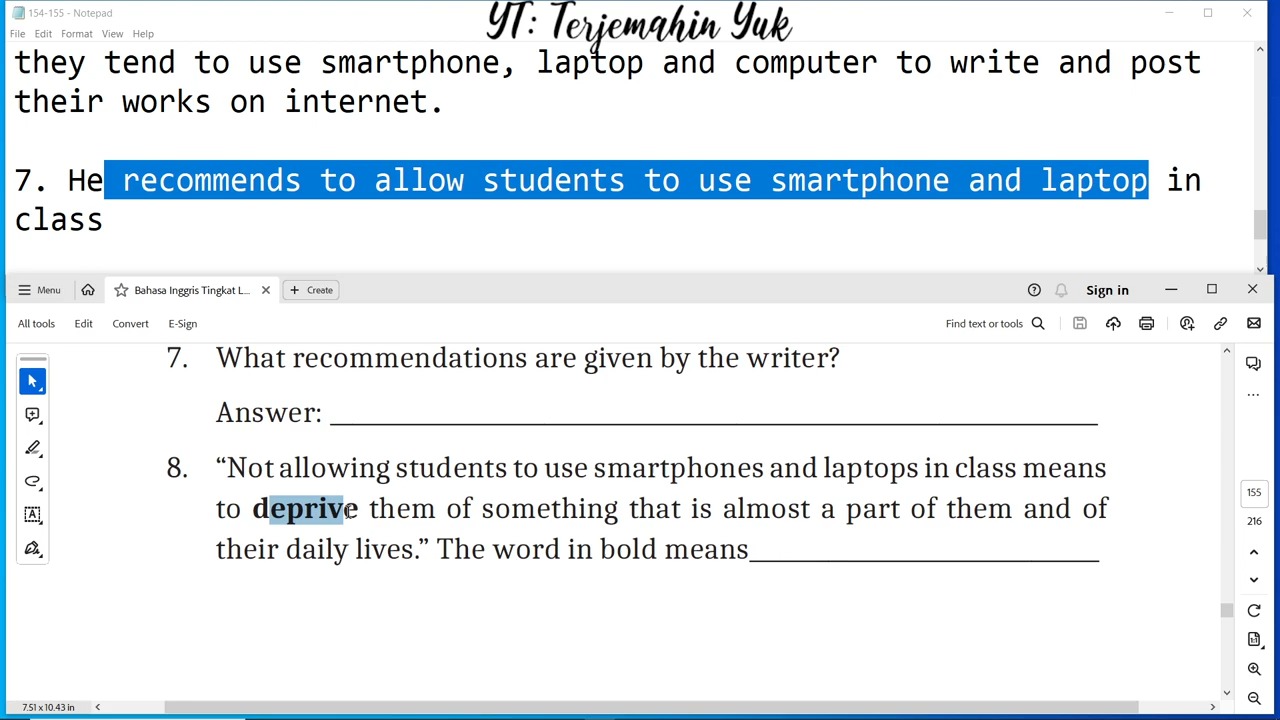 154-155 - Notepad
YT: Terjemahin Yuk
File Edit Format View Help
they tend to use smartphone, laptop and computer to write and post
their works on internet.
7. He recommends to allow students to use smartphone and laptop in
class
Menu
Bahasa Inggris Tingkat L...
Create
Sign in
All tools Edit Convert E-Sign
Find text or tools
7. What recommendations are given by the writer?
Answer: ____________________
8. “Not allowing students to use smartphones and laptops in class means
to deprive them of something that is almost a part of them and of
their daily lives.” The word in bold means____________________
155
216
7.51 x 10.43 in